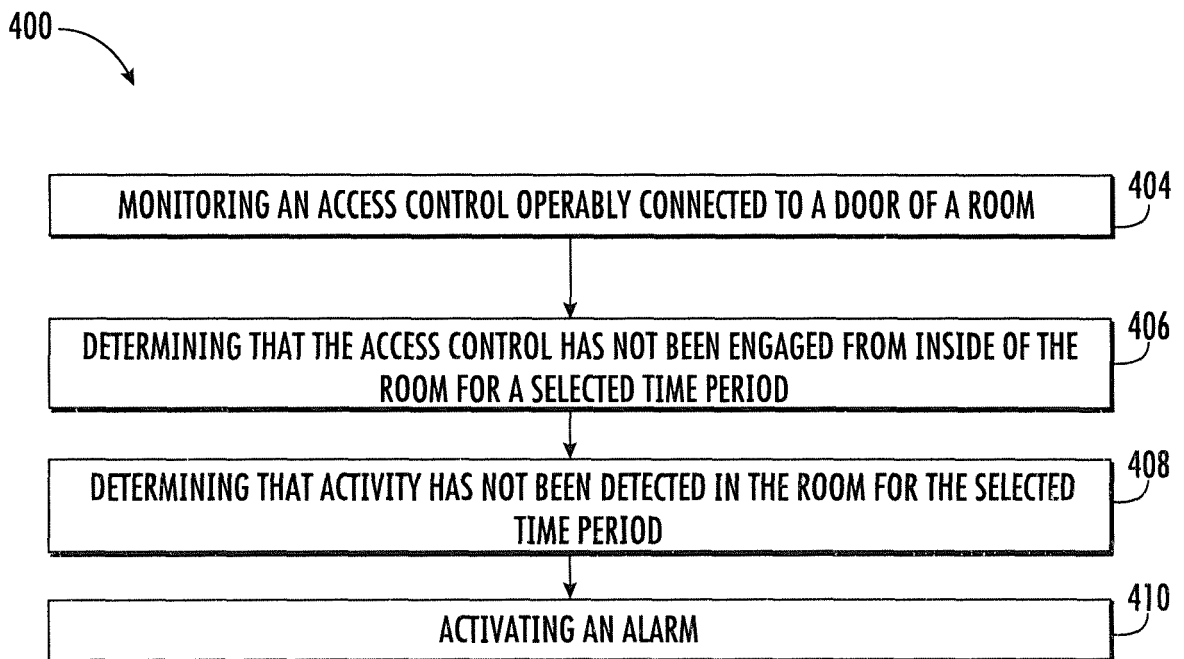 400
MONITORING AN ACCESS CONTROL OPERABLY CONNECTED TO A DOOR OF A ROOM
404
DETERMINING THAT THE ACCESS CONTROL HAS NOT BEEN ENGAGED FROM INSIDE OF THE
ROOM FOR A SELECTED TIME PERIOD
406
DETERMINING THAT ACTIVITY HAS NOT BEEN DETECTED IN THE ROOM FOR THE SELECTED
TIME PERIOD
408
ACTIVATING AN ALARM
410